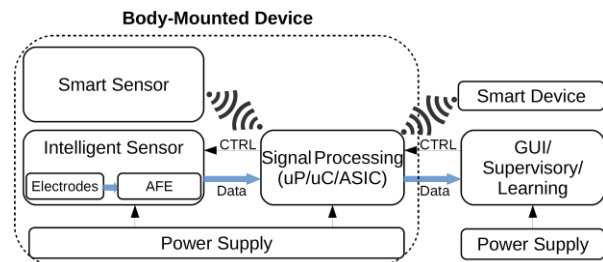 Body-Mounted Device
Smart Sensor
Smart Device
Intelligent Sensor
Electrodes
AFE
CTRL
Data
Signal Processing
(uP/uC/ASIC)
CTRL
Data
GUI/
Supervisory/
Learning
Power Supply
Power Supply